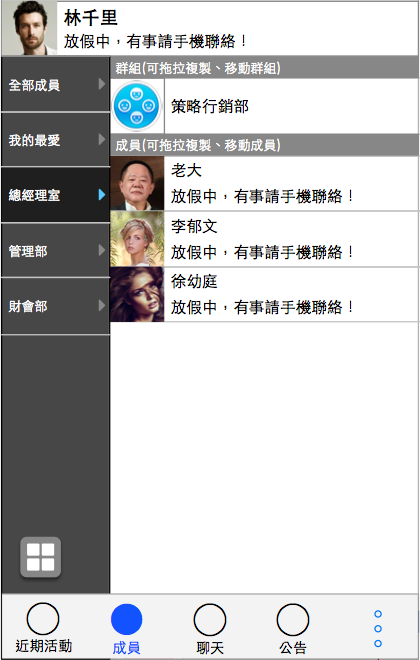 林千里
放假中，有事請手機聯絡！
全部成員
我的最愛
總經理室
管理部
財會部
群組(可拖拉複製、移動群組)
策略行銷部
成員(可拖拉複製、移動成員)
老大
放假中，有事請手機聯絡！
李郁文
放假中，有事請手機聯絡！
徐幼庭
放假中，有事請手機聯絡！
近期活動
成員
聊天
公告